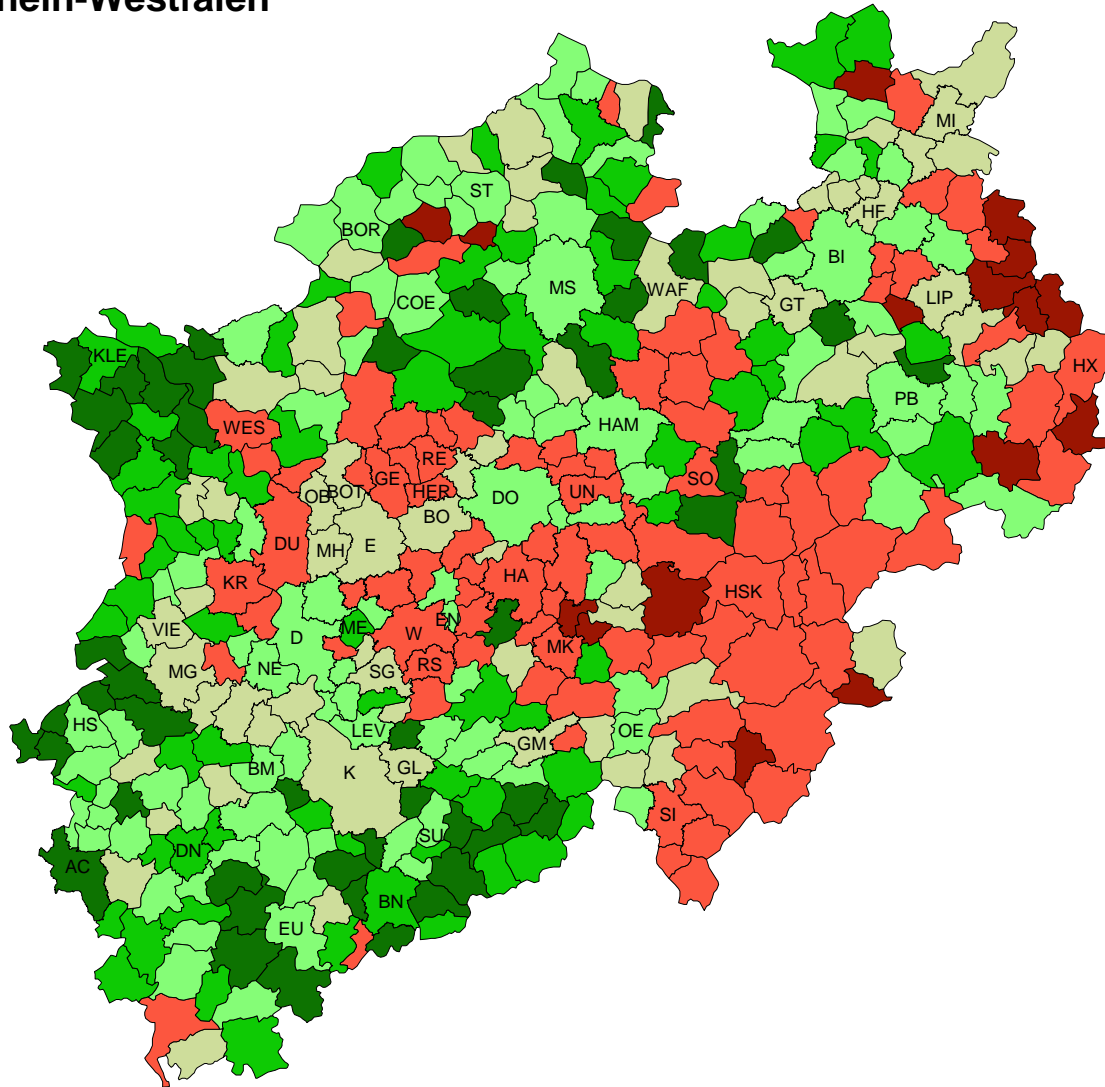 hein-Westfalen
MI
ST
HF
BOR
BI
MS
WAF
LIP
COE
GT
KLE
HX
PB
WES
HAM
RE
GE
SO
HER
UN
OB
BOT
DO
BO
DU
MH
E
HA
KR
HSK
EN
ME
VIE
W
D
MK
RS
NE
SG
MG
HS
LEV
OE
GM
BM
K
GL
SI
SU
DN
AC
BN
EU